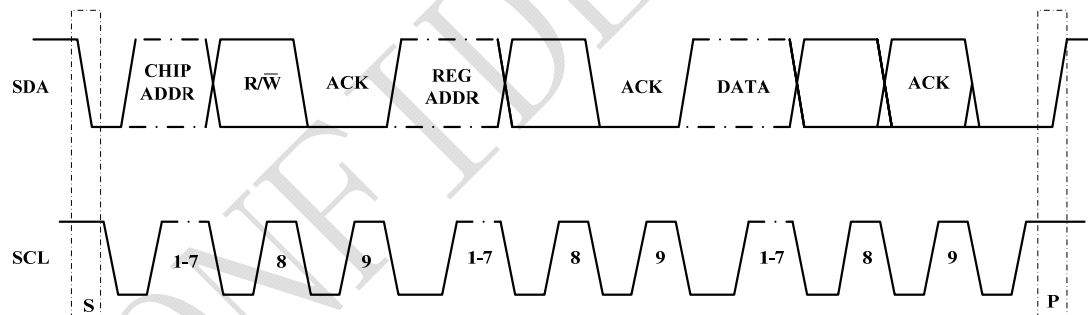 SDA CHIP ADDR R/W̅ ACK REG ADDR ACK DATA ACK
SCL 1-7 8 9 1-7 8 9 1-7 8 9
S P